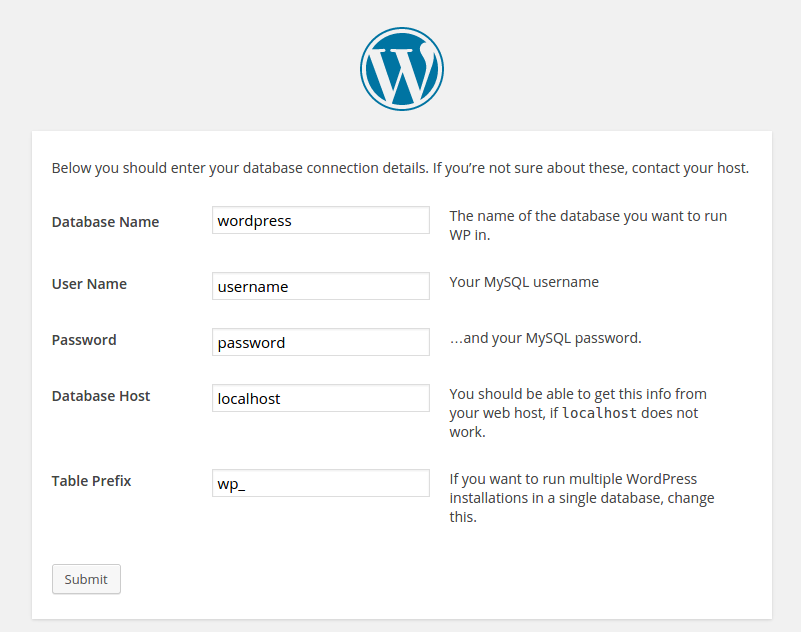 W
Below you should enter your database connection details. If you’re not sure about these, contact your host.
Database Name
wordpress
The name of the database you want to run
WP in.
User Name
username
Your MySQL username
Password
password
…and your MySQL password.
Database Host
localhost
You should be able to get this info from
your web host, if localhost does not
work.
Table Prefix
wp_
If you want to run multiple WordPress
installations in a single database, change
this.
Submit